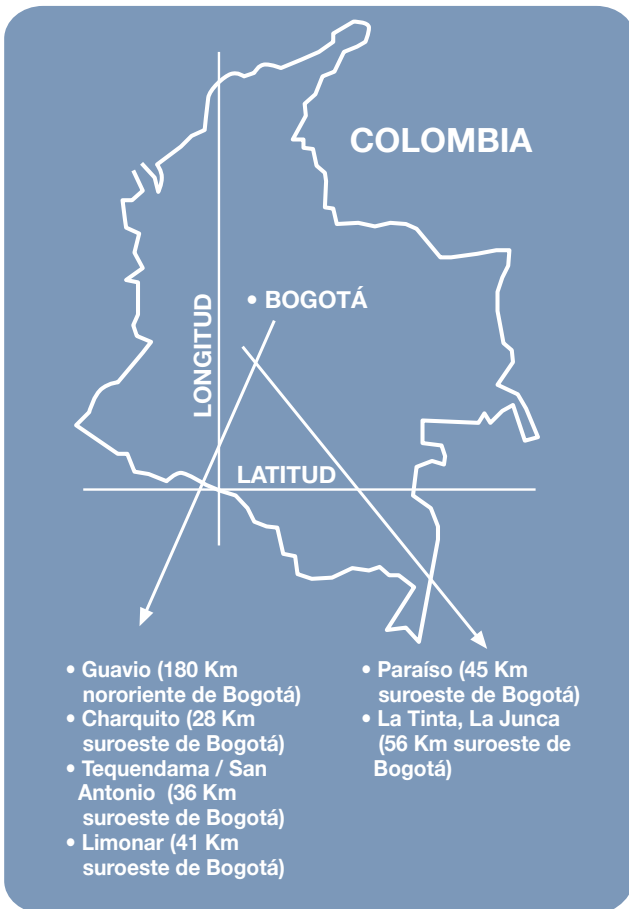 COLOMBIA
• BOGOTÁ
LONGITUD
LATITUD
• Guavio (180 Km
nororiente de Bogotá)
• Charquito (28 Km
suroeste de Bogotá)
• Tequendama / San
Antonio (36 Km
suroeste de Bogotá)
• Limonar (41 Km
suroeste de Bogotá)
• Paraíso (45 Km
suroeste de Bogotá)
• La Tinta, La Junca
(56 Km suroeste de
Bogotá)